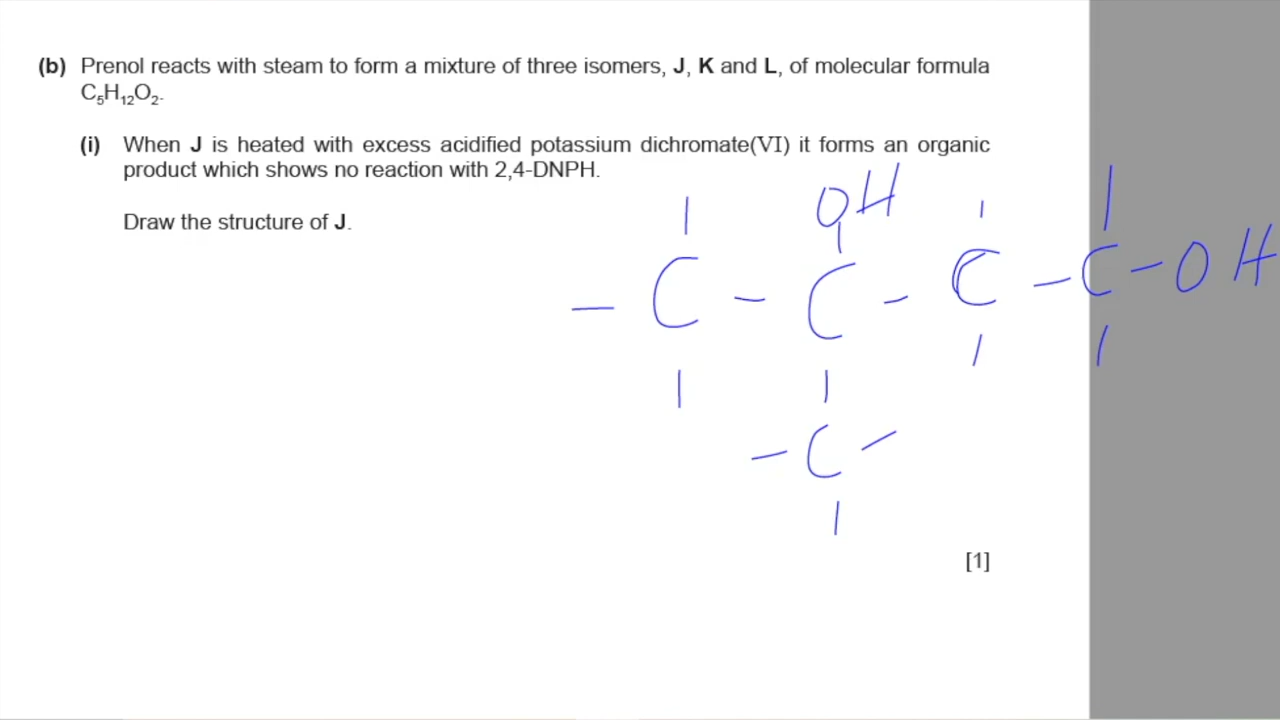 (b) Prenol reacts with steam to form a mixture of three isomers, J, K and L, of molecular formula
C₅H₁₂O₂.
(i) When J is heated with excess acidified potassium dichromate(VI) it forms an organic
product which shows no reaction with 2,4-DNPH.
Draw the structure of J.
OH
C - C - C - C - OH
C
[1]